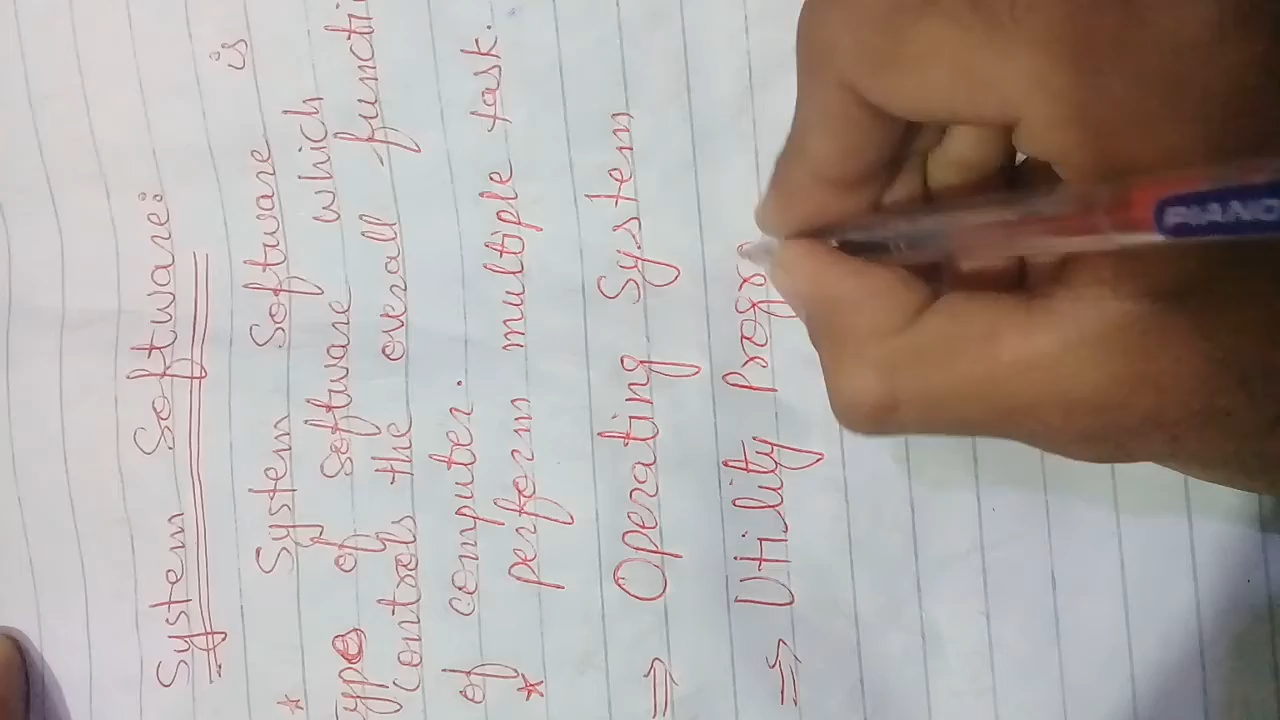 System Software:
* System Software is
Type of Software which
controls the overall functi
of computer.
* perform multiple task.
⇒ Operating System
⇒ Utility Progr
PIANO